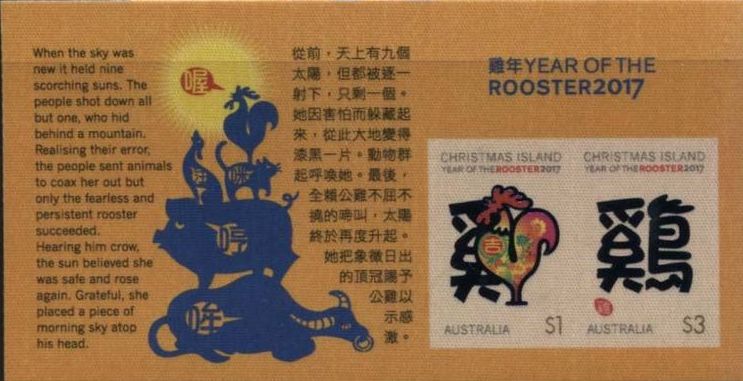 When the sky was
new it held nine
scorching suns. The
people shot down all
but one, who hid
behind a mountain.
Realising their error,
the people sent animals
to coax her out but
only the fearless and
persistent rooster
succeeded.
Hearing him crow,
the sun believed she
was safe and rose
again. Grateful, she
placed a piece of
morning sky atop
his head.
喔
哞
從前，天上有九個
太陽，但都被逐一
射下，只剩一個。
她因害怕而躲藏起
來，從此大地變得
漆黑一片。動物群
起呼喚她。最後，
全賴公雞不屈不
撓的啼叫，太陽
終於再度升起。
她把象徵日出
的頂冠賜予
公雞以
示感
激。
雞年YEAR OF THE
ROOSTER2017
CHRISTMAS ISLAND
YEAR OF THE ROOSTER 2017
吉
AUSTRALIA $1
CHRISTMAS ISLAND
YEAR OF THE ROOSTER 2017
鷄
AUSTRALIA $3